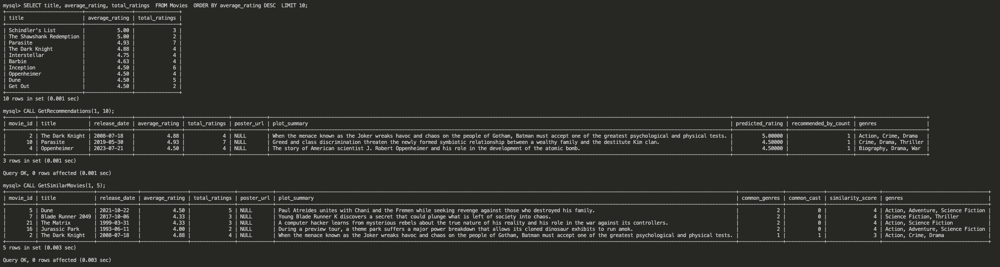 mysql> SELECT title, average_rating, total_ratings  FROM Movies  ORDER BY average_rating DESC  LIMIT 10;
+-------------------------+----------------+---------------+
| title                   | average_rating | total_ratings |
+-------------------------+----------------+---------------+
| Schindler's List        |           5.00 |             3 |
| The Shawshank Redemption |           5.00 |             2 |
| Parasite                |           4.93 |             7 |
| The Dark Knight         |           4.88 |             4 |
| Interstellar            |           4.75 |             4 |
| Barbie                  |           4.63 |             4 |
| Inception               |           4.50 |             6 |
| Oppenheimer             |           4.50 |             4 |
| Dune                    |           4.50 |             5 |
| Get Out                 |           4.50 |             2 |
+-------------------------+----------------+---------------+
10 rows in set (0.001 sec)
mysql> CALL GetRecommendations(1, 10);
| movie_id | title | release_date | average_rating | total_ratings | poster_url | plot_summary | predicted_rating | recommended_by_count | genres |
| 2 | The Dark Knight | 2008-07-18 | 4.88 | 4 | NULL | When the menace known as the Joker wreaks havoc and chaos on the people of Gotham, Batman must accept one of the greatest psychological and physical tests. | 5.00000 | 1 | Action, Crime, Drama |
| 10 | Parasite | 2019-05-30 | 4.93 | 7 | NULL | Greed and class discrimination threaten the newly formed symbiotic relationship between a wealthy family and the destitute Kim clan. | 4.50000 | 1 | Crime, Drama, Thriller |
| 4 | Oppenheimer | 2023-07-21 | 4.50 | 4 | NULL | The story of American scientist J. Robert Oppenheimer and his role in the development of the atomic bomb. | 4.50000 | 1 | Biography, Drama, War |
3 rows in set (0.001 sec)
Query OK, 0 rows affected (0.001 sec)
mysql> CALL GetSimilarMovies(1, 5);
| movie_id | title | release_date | average_rating | total_ratings | poster_url | plot_summary | common_genres | common_cast | similarity_score | genres |
| 5 | Dune | 2021-10-22 | 4.50 | 5 | NULL | Paul Atreides unites with Chani and the Fremen while seeking revenge against those who destroyed his family. | 2 | 0 | 4 | Action, Adventure, Science Fiction |
| 7 | Blade Runner 2049 | 2017-10-06 | 4.33 | 3 | NULL | Young Blade Runner K discovers a secret that could plunge what is left of society into chaos. | 2 | 0 | 4 | Science Fiction, Thriller |
| 21 | The Matrix | 1999-03-31 | 4.33 | 3 | NULL | A computer hacker learns from mysterious rebels about the true nature of his reality and his role in the war against its controllers. | 2 | 0 | 4 | Action, Science Fiction |
| 16 | Jurassic Park | 1993-06-11 | 4.00 | 2 | NULL | During a preview tour, a theme park suffers a major power breakdown that allows its cloned dinosaur exhibits to run amok. | 2 | 0 | 4 | Action, Adventure, Science Fiction |
| 2 | The Dark Knight | 2008-07-18 | 4.88 | 4 | NULL | When the menace known as the Joker wreaks havoc and chaos on the people of Gotham, Batman must accept one of the greatest psychological and physical tests. | 1 | 1 | 3 | Action, Crime, Drama |
5 rows in set (0.003 sec)
Query OK, 0 rows affected (0.003 sec)